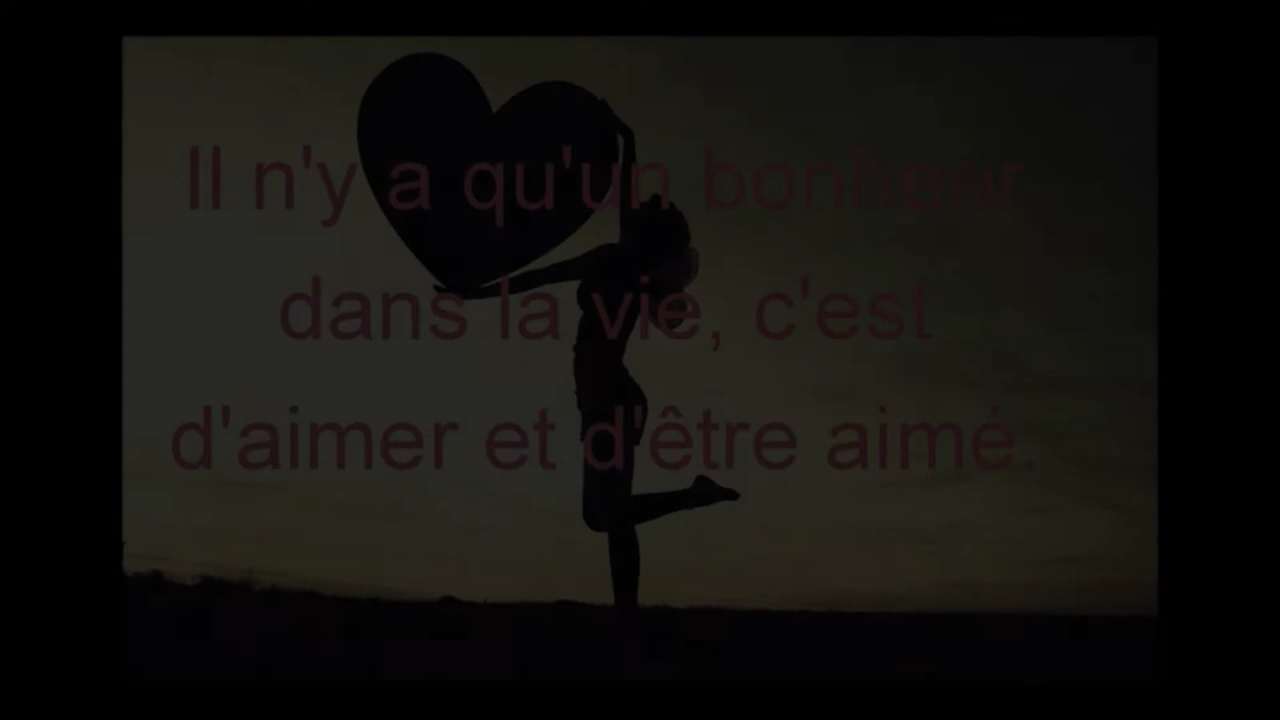 Il n'y a qu'un bonheur
dans la vie, c'est
d'aimer et d'être aimé.